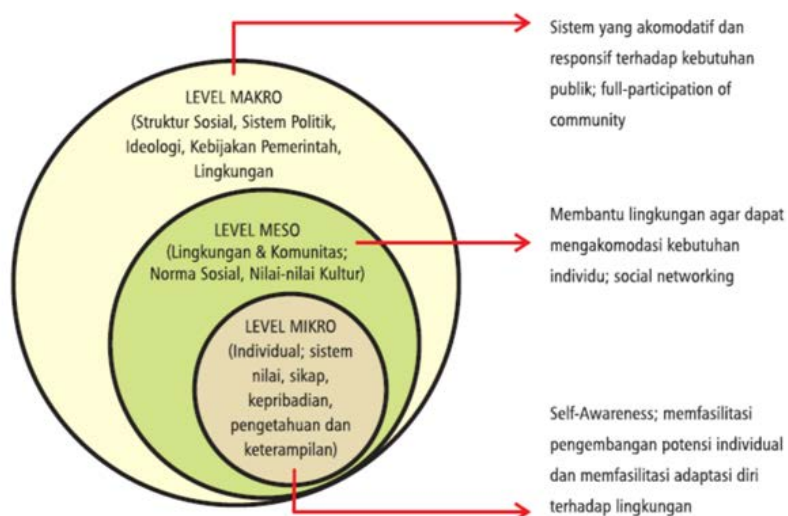 LEVEL MAKRO
(Struktur Sosial, Sistem Politik,
Ideologi, Kebijakan Pemerintah,
Lingkungan
LEVEL MESO
(Lingkungan & Komunitas;
Norma Sosial, Nilai-nilai Kultur)
LEVEL MIKRO
(Individual; sistem
nilai, sikap,
kepribadian,
pengetahuan dan
keterampilan)
Sistem yang akomodatif dan
responsif terhadap kebutuhan
publik; full-participation of
community
Membantu lingkungan agar dapat
mengakomodasi kebutuhan
individu; social networking
Self-Awareness; memfasilitasi
pengembangan potensi individual
dan memfasilitasi adaptasi diri
terhadap lingkungan